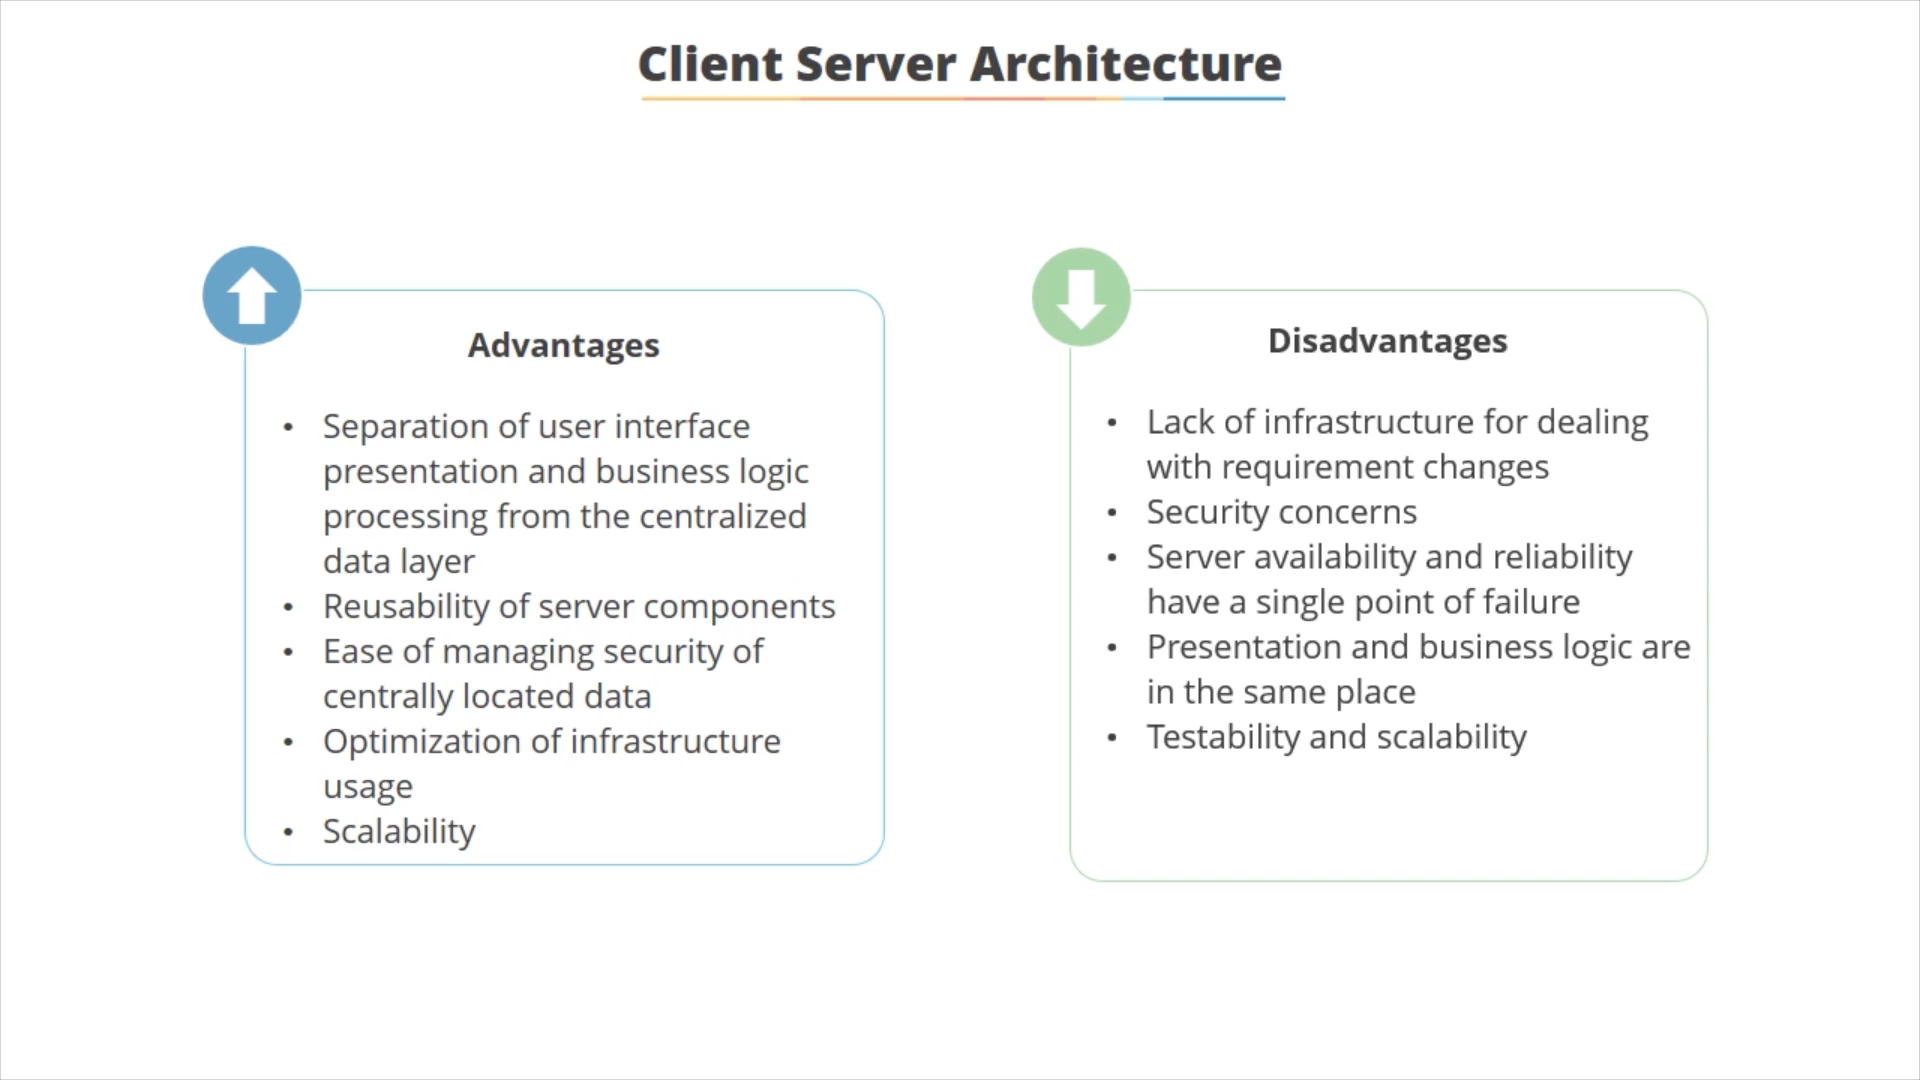 Client Server Architecture
Advantages
• Separation of user interface
presentation and business logic
processing from the centralized
data layer
• Reusability of server components
• Ease of managing security of
centrally located data
• Optimization of infrastructure
usage
• Scalability
Disadvantages
• Lack of infrastructure for dealing
with requirement changes
• Security concerns
• Server availability and reliability
have a single point of failure
• Presentation and business logic are
in the same place
• Testability and scalability